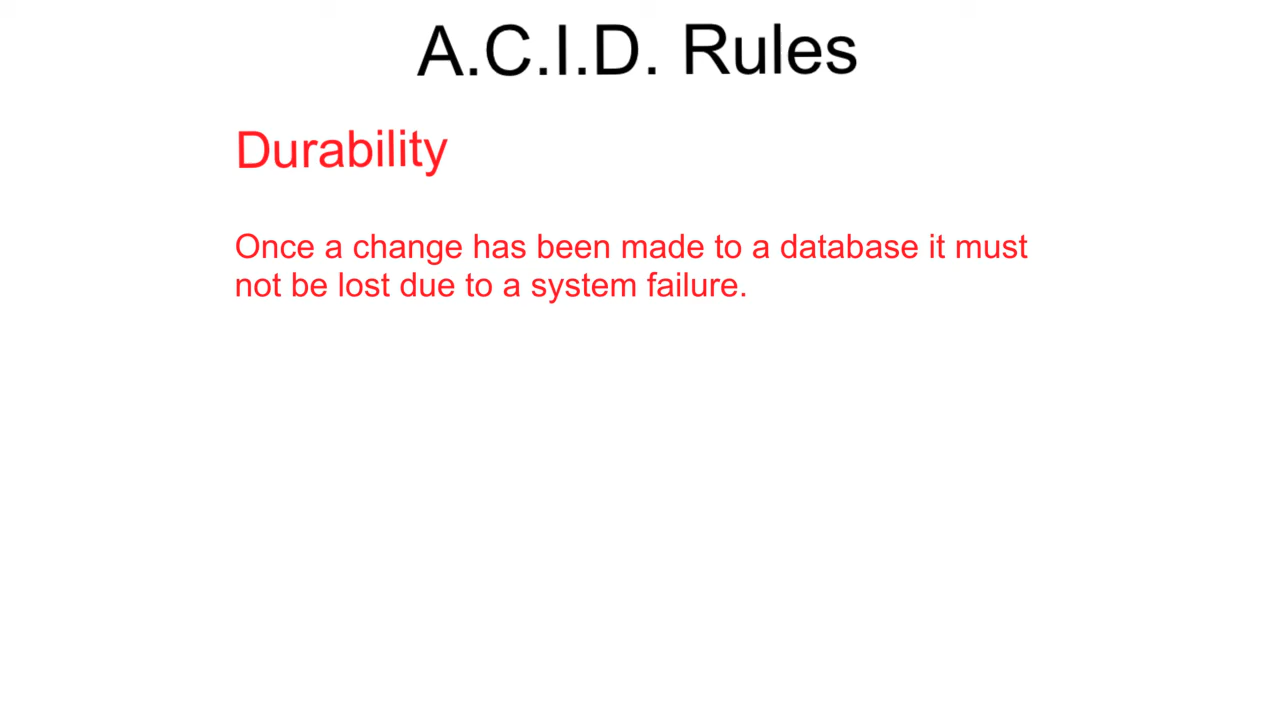 A.C.I.D. Rules
Durability
Once a change has been made to a database it must
not be lost due to a system failure.